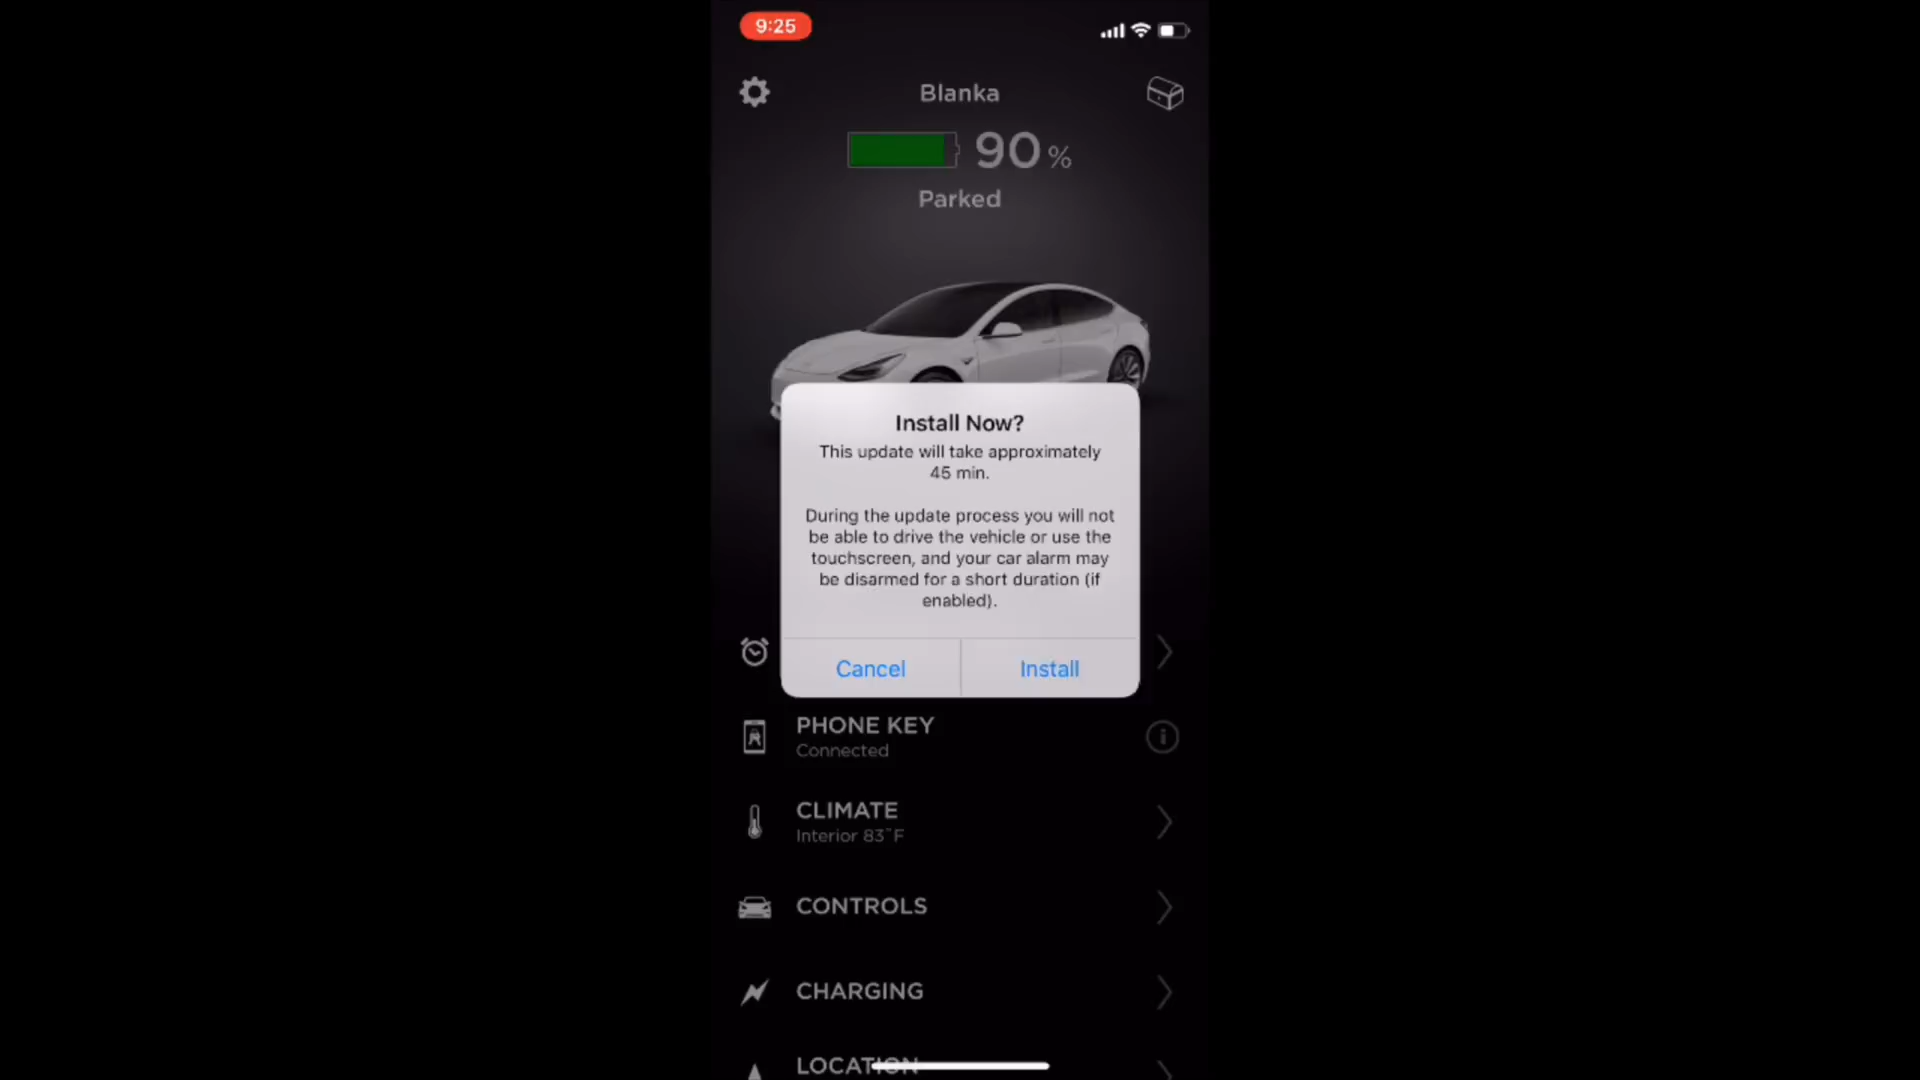 9:25
Blanka
90 %
Parked
Install Now?
This update will take approximately
45 min.
During the update process you will not
be able to drive the vehicle or use the
touchscreen, and your car alarm may
be disarmed for a short duration (if
enabled).
Cancel
Install
PHONE KEY
Connected
CLIMATE
Interior 83°F
CONTROLS
CHARGING
LOCATION